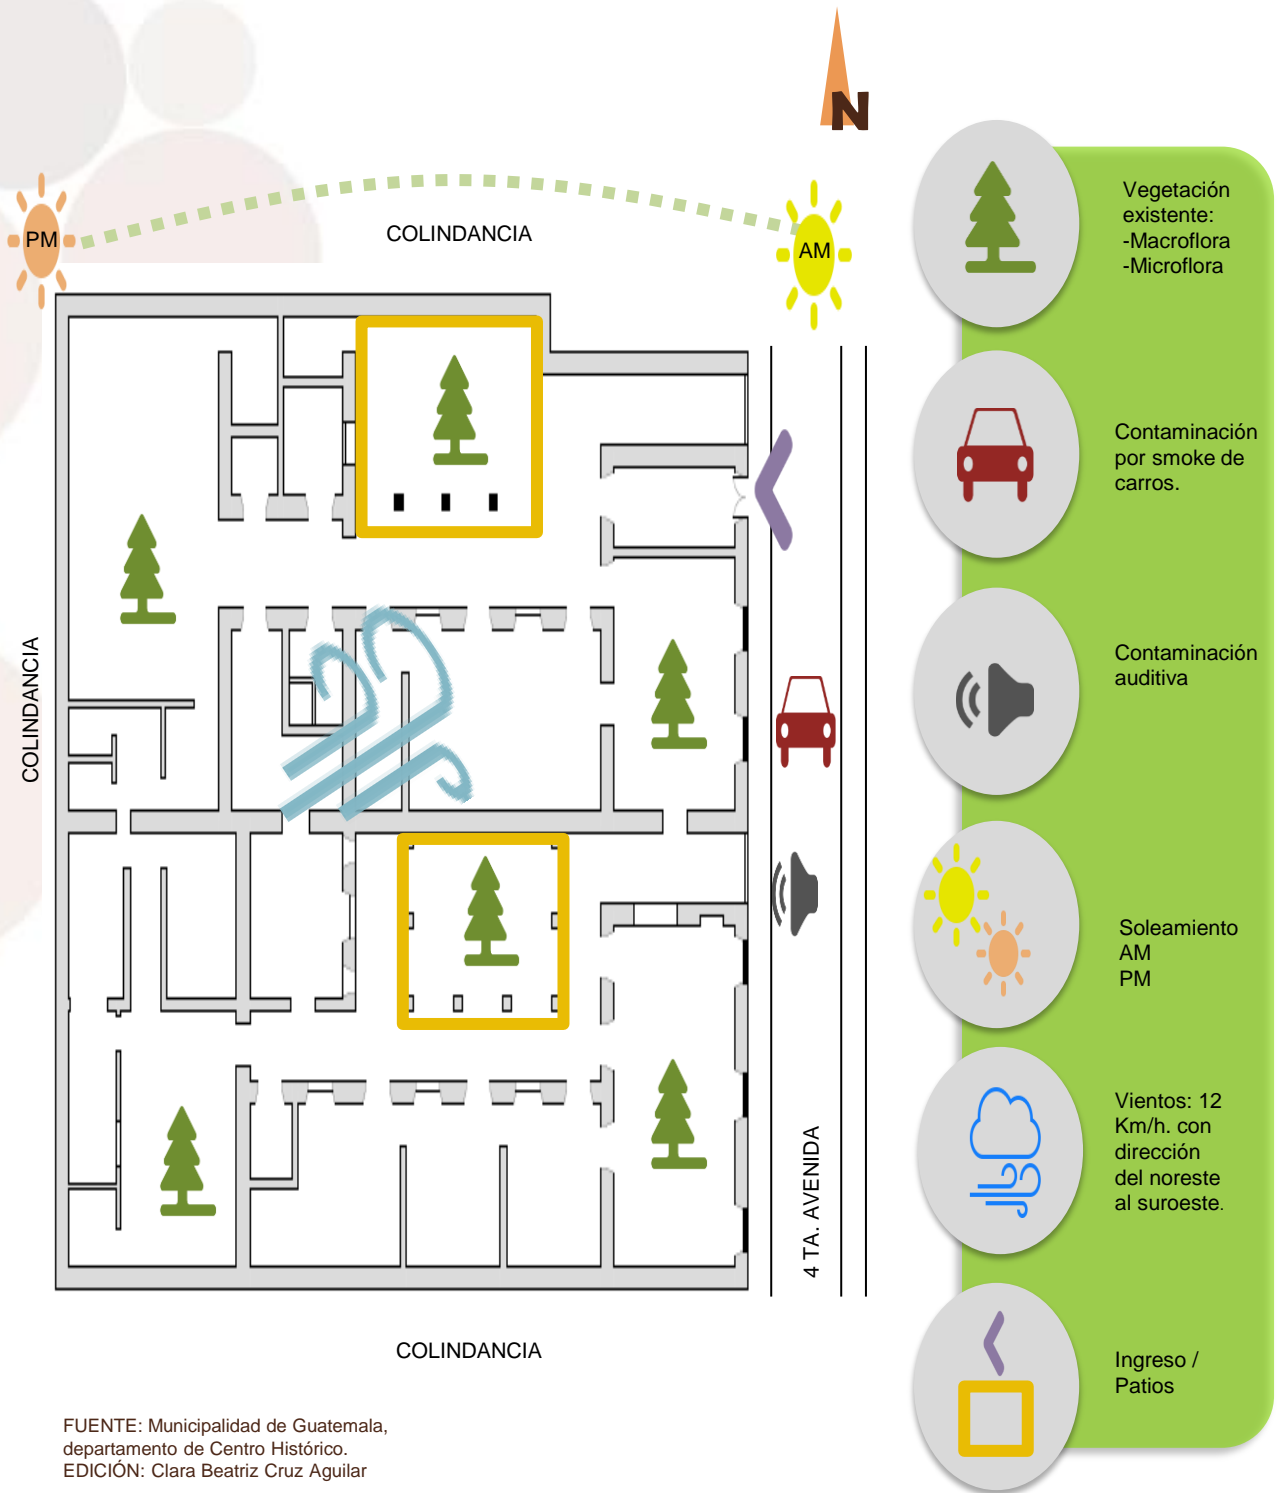 N
PM
AM
COLINDANCIA
COLINDANCIA
4 TA. AVENIDA
COLINDANCIA
Vegetación
existente:
-Macroflora
-Microflora
Contaminación
por smoke de
carros.
Contaminación
auditiva
Soleamiento
AM
PM
Vientos: 12
Km/h. con
dirección
del noreste
al suroeste.
Ingreso /
Patios
FUENTE: Municipalidad de Guatemala,
departamento de Centro Histórico.
EDICIÓN: Clara Beatriz Cruz Aguilar